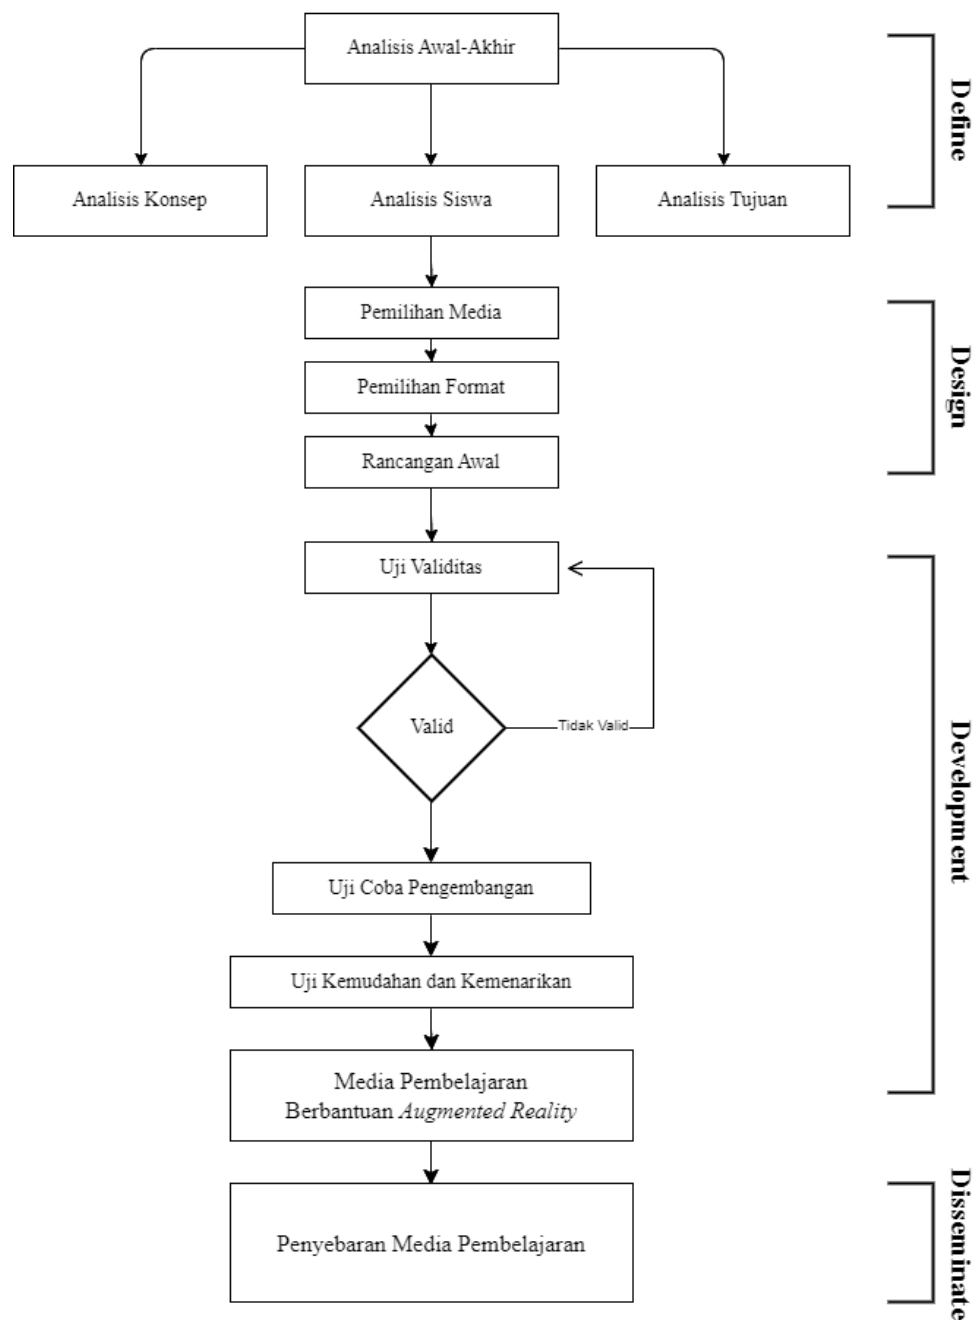 Analisis Awal-Akhir
Analisis Konsep
Analisis Siswa
Analisis Tujuan
Define
Pemilihan Media
Pemilihan Format
Rancangan Awal
Design
Uji Validitas
Valid
Tidak Valid
Uji Coba Pengembangan
Uji Kemudahan dan Kemenarikan
Media Pembelajaran
Berbantuan Augmented Reality
Development
Penyebaran Media Pembelajaran
Disseminate